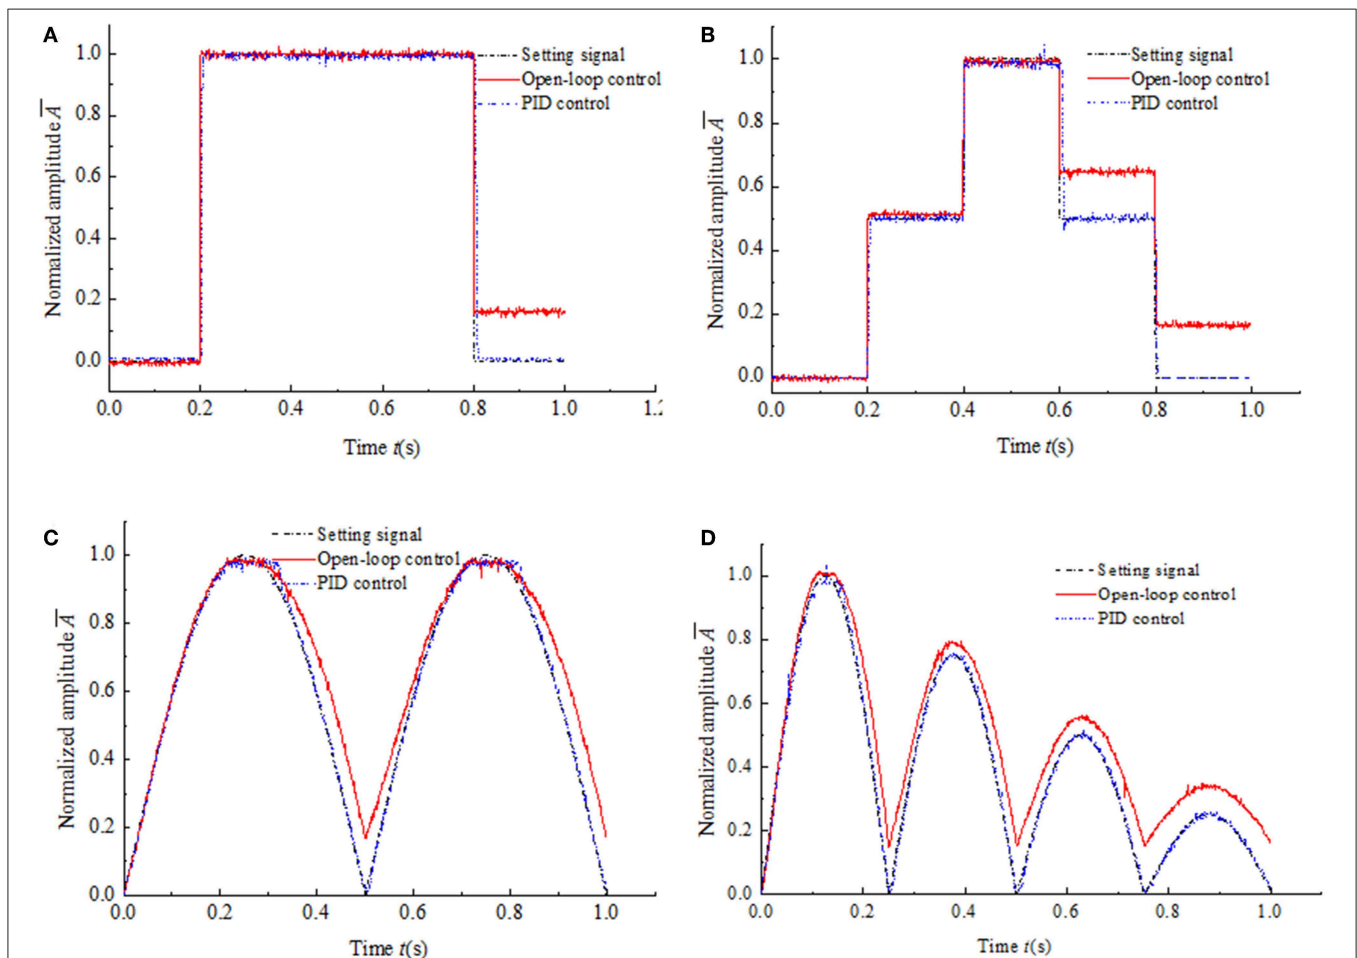 A
Normalized amplitude A̅
1.0
0.8
0.6
0.4
0.2
0.0
0.0 0.2 0.4 0.6 0.8 1.0 1.2
Time t(s)
Setting signal
Open-loop control
PID control
B
Normalized amplitude A̅
1.0
0.8
0.6
0.4
0.2
0.0
0.0 0.2 0.4 0.6 0.8 1.0
Time t(s)
Setting signal
Open-loop control
PID control
C
Normalized amplitude A̅
1.0
0.8
0.6
0.4
0.2
0.0
0.0 0.2 0.4 0.6 0.8 1.0
Time t(s)
Setting signal
Open-loop control
PID control
D
Normalized amplitude A̅
1.0
0.8
0.6
0.4
0.2
0.0
0.0 0.2 0.4 0.6 0.8 1.0
Time t(s)
Setting signal
Open-loop control
PID control